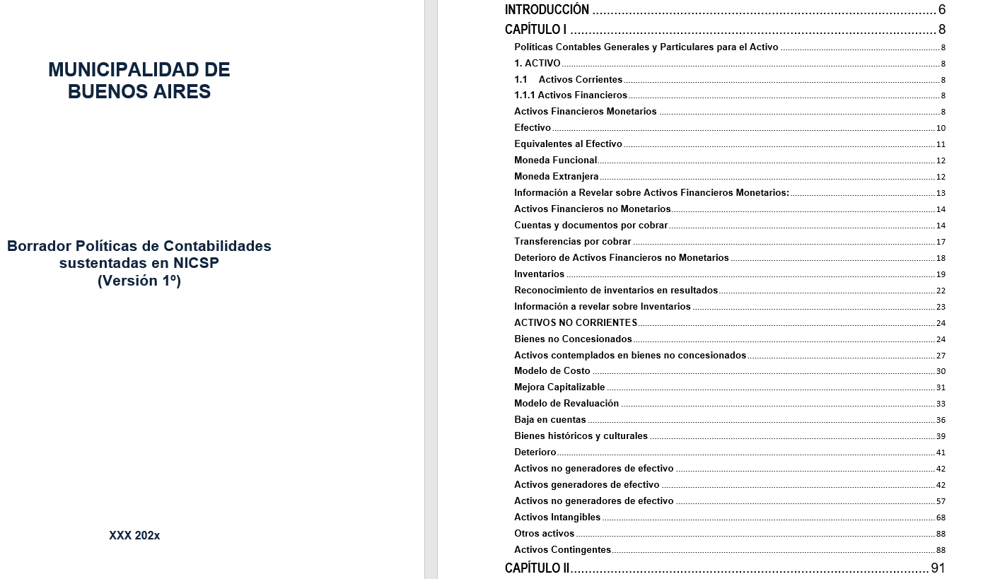 MUNICIPALIDAD DE
BUENOS AIRES
Borrador Políticas de Contabilidades
sustentadas en NICSP
(Versión 1º)
XXX 202x
INTRODUCCIÓN ........................................ 6
CAPÍTULO I ........................................ 8
Políticas Contables Generales y Particulares para el Activo ........................................ 8
1. ACTIVO ........................................ 8
1.1 Activos Corrientes ........................................ 8
1.1.1 Activos Financieros ........................................ 8
Activos Financieros Monetarios ........................................ 8
Efectivo ........................................ 10
Equivalentes al Efectivo ........................................ 11
Moneda Funcional ........................................ 12
Moneda Extranjera ........................................ 12
Información a Revelar sobre Activos Financieros Monetarios: ........................................ 13
Activos Financieros no Monetarios ........................................ 14
Cuentas y documentos por cobrar ........................................ 14
Transferencias por cobrar ........................................ 17
Deterioro de Activos Financieros no Monetarios ........................................ 18
Inventarios ........................................ 19
Reconocimiento de inventarios en resultados ........................................ 22
Información a revelar sobre Inventarios ........................................ 23
ACTIVOS NO CORRIENTES ........................................ 24
Bienes no Concesionados ........................................ 24
Activos contemplados en bienes no concesionados ........................................ 27
Modelo de Costo ........................................ 30
Mejora Capitalizable ........................................ 31
Modelo de Revaluación ........................................ 33
Baja en cuentas ........................................ 36
Bienes históricos y culturales ........................................ 39
Deterioro ........................................ 41
Activos no generadores de efectivo ........................................ 42
Activos generadores de efectivo ........................................ 42
Activos no generadores de efectivo ........................................ 57
Activos Intangibles ........................................ 68
Otros activos ........................................ 88
Activos Contingentes ........................................ 88
CAPÍTULO II ........................................ 91